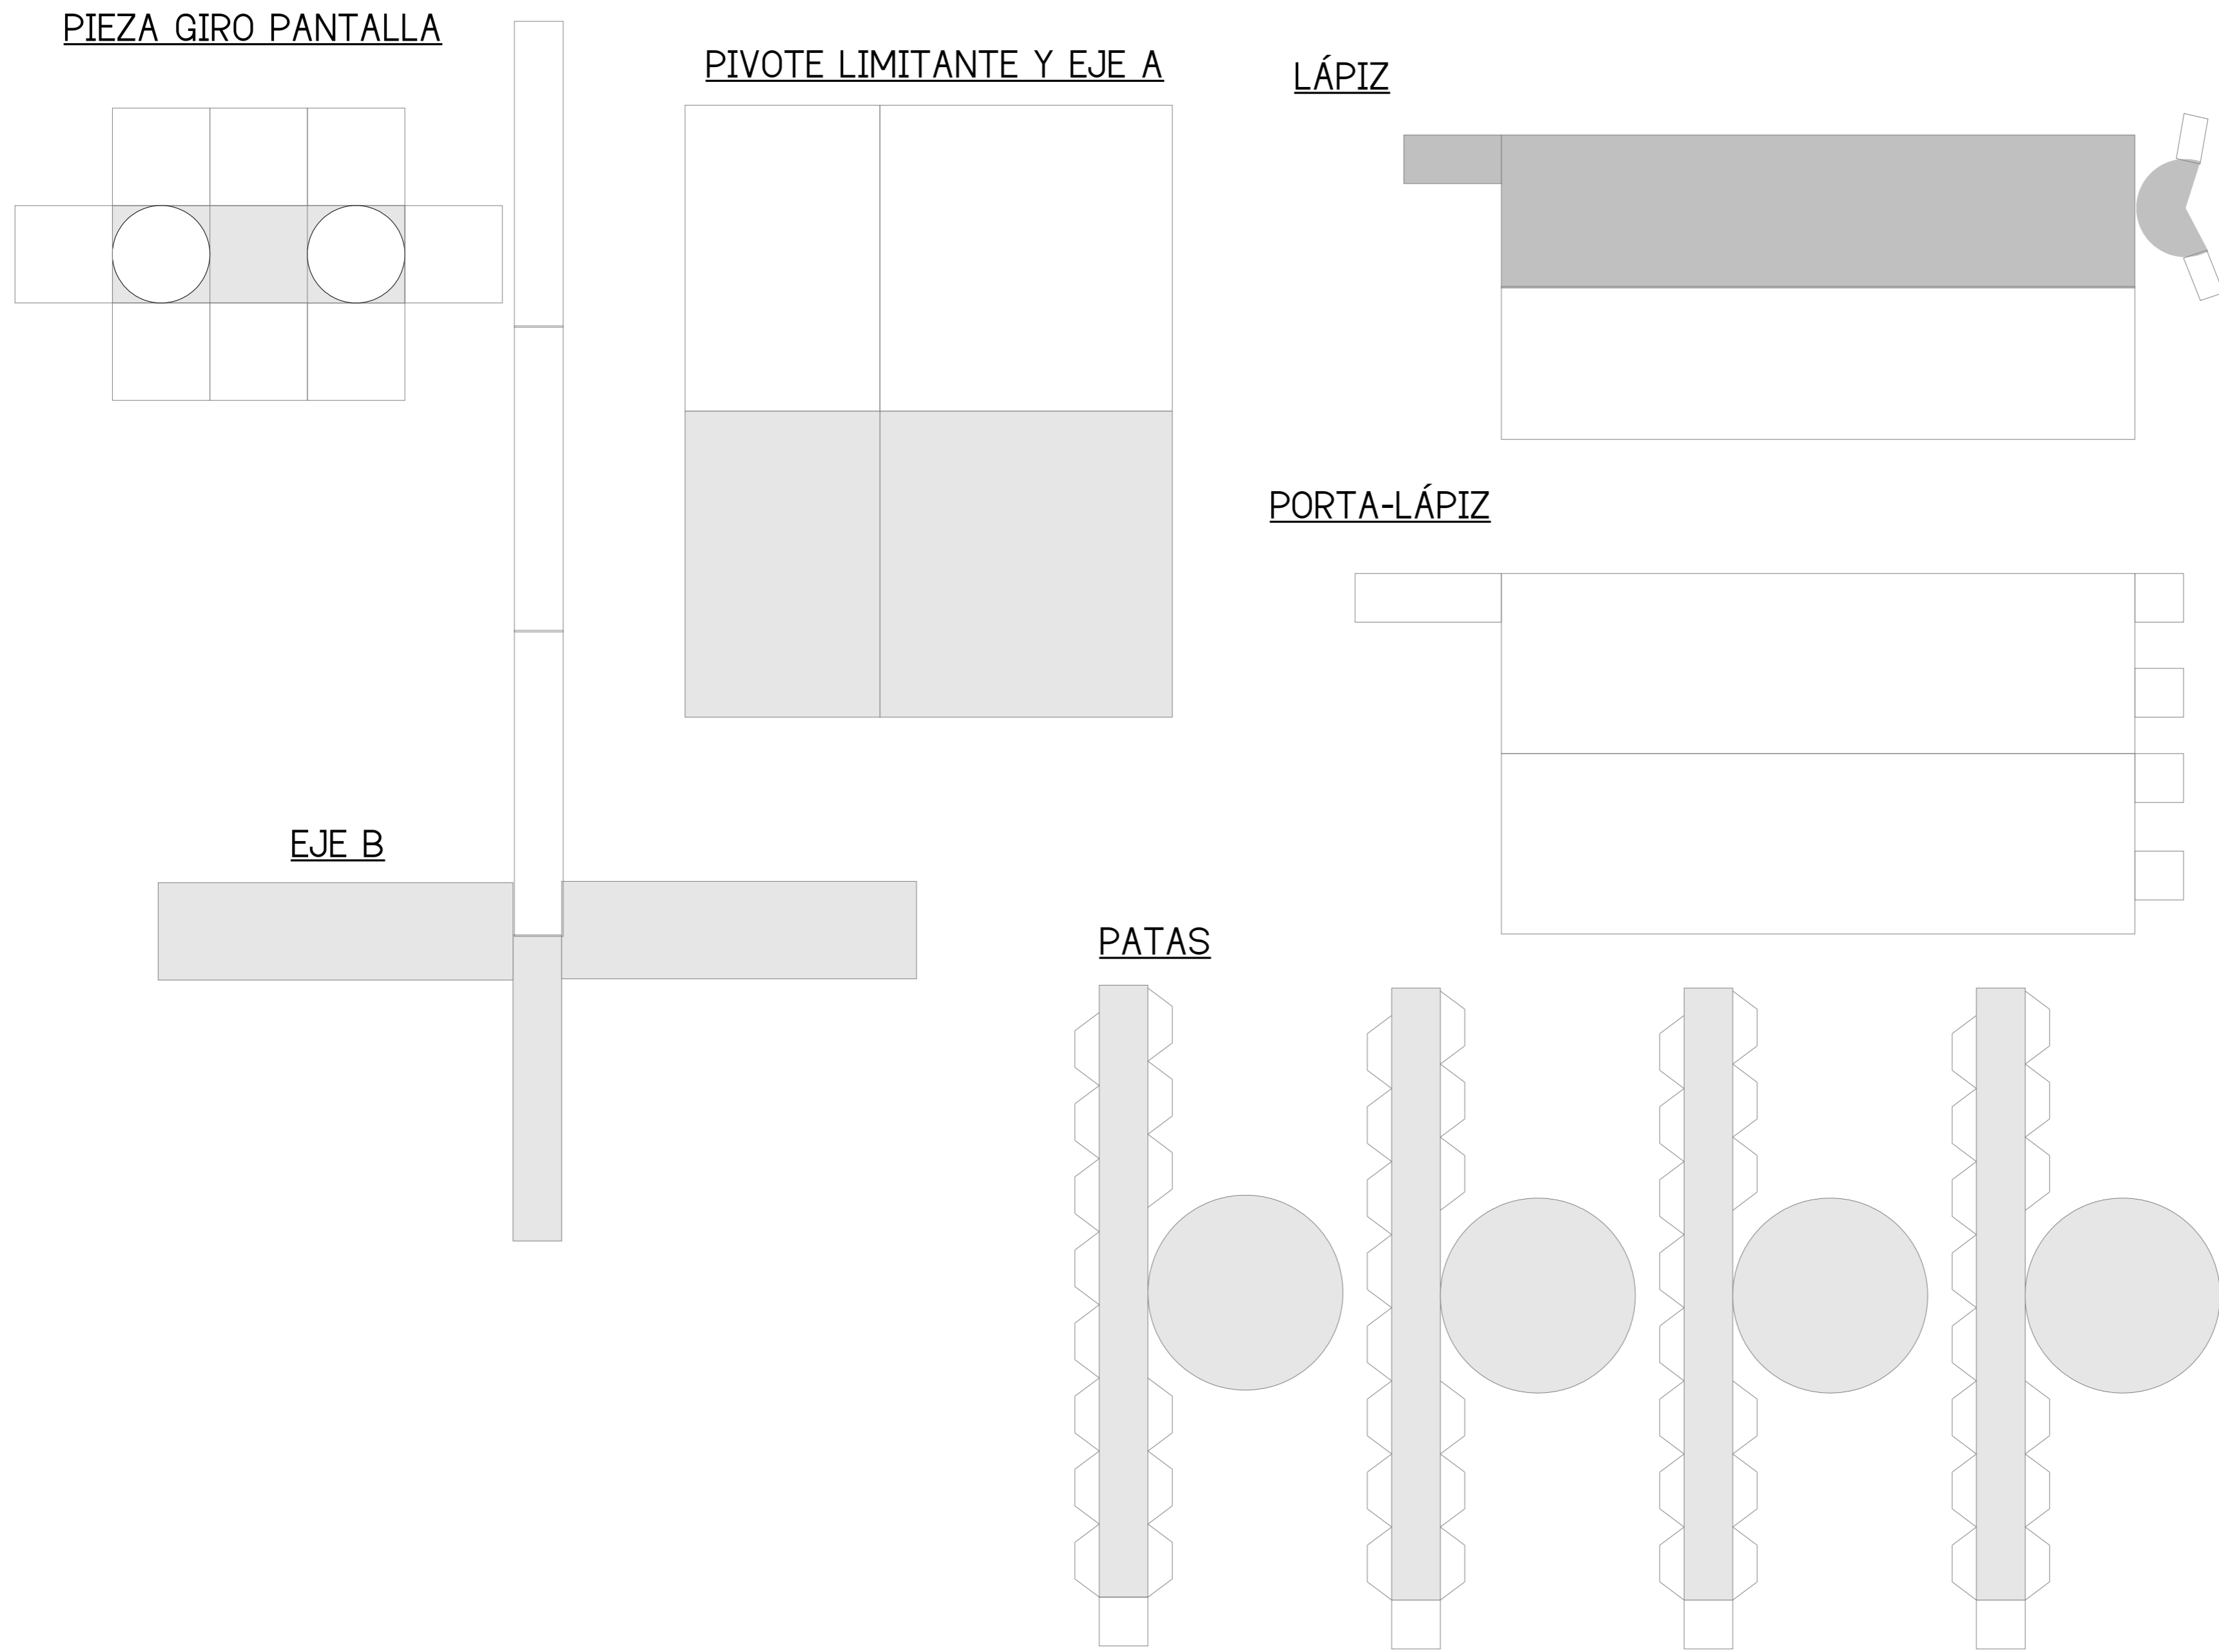 PIEZA GIRO PANTALLA
PIVOTE LIMITANTE Y EJE A
LÁPIZ
PORTA-LÁPIZ
EJE B
PATAS